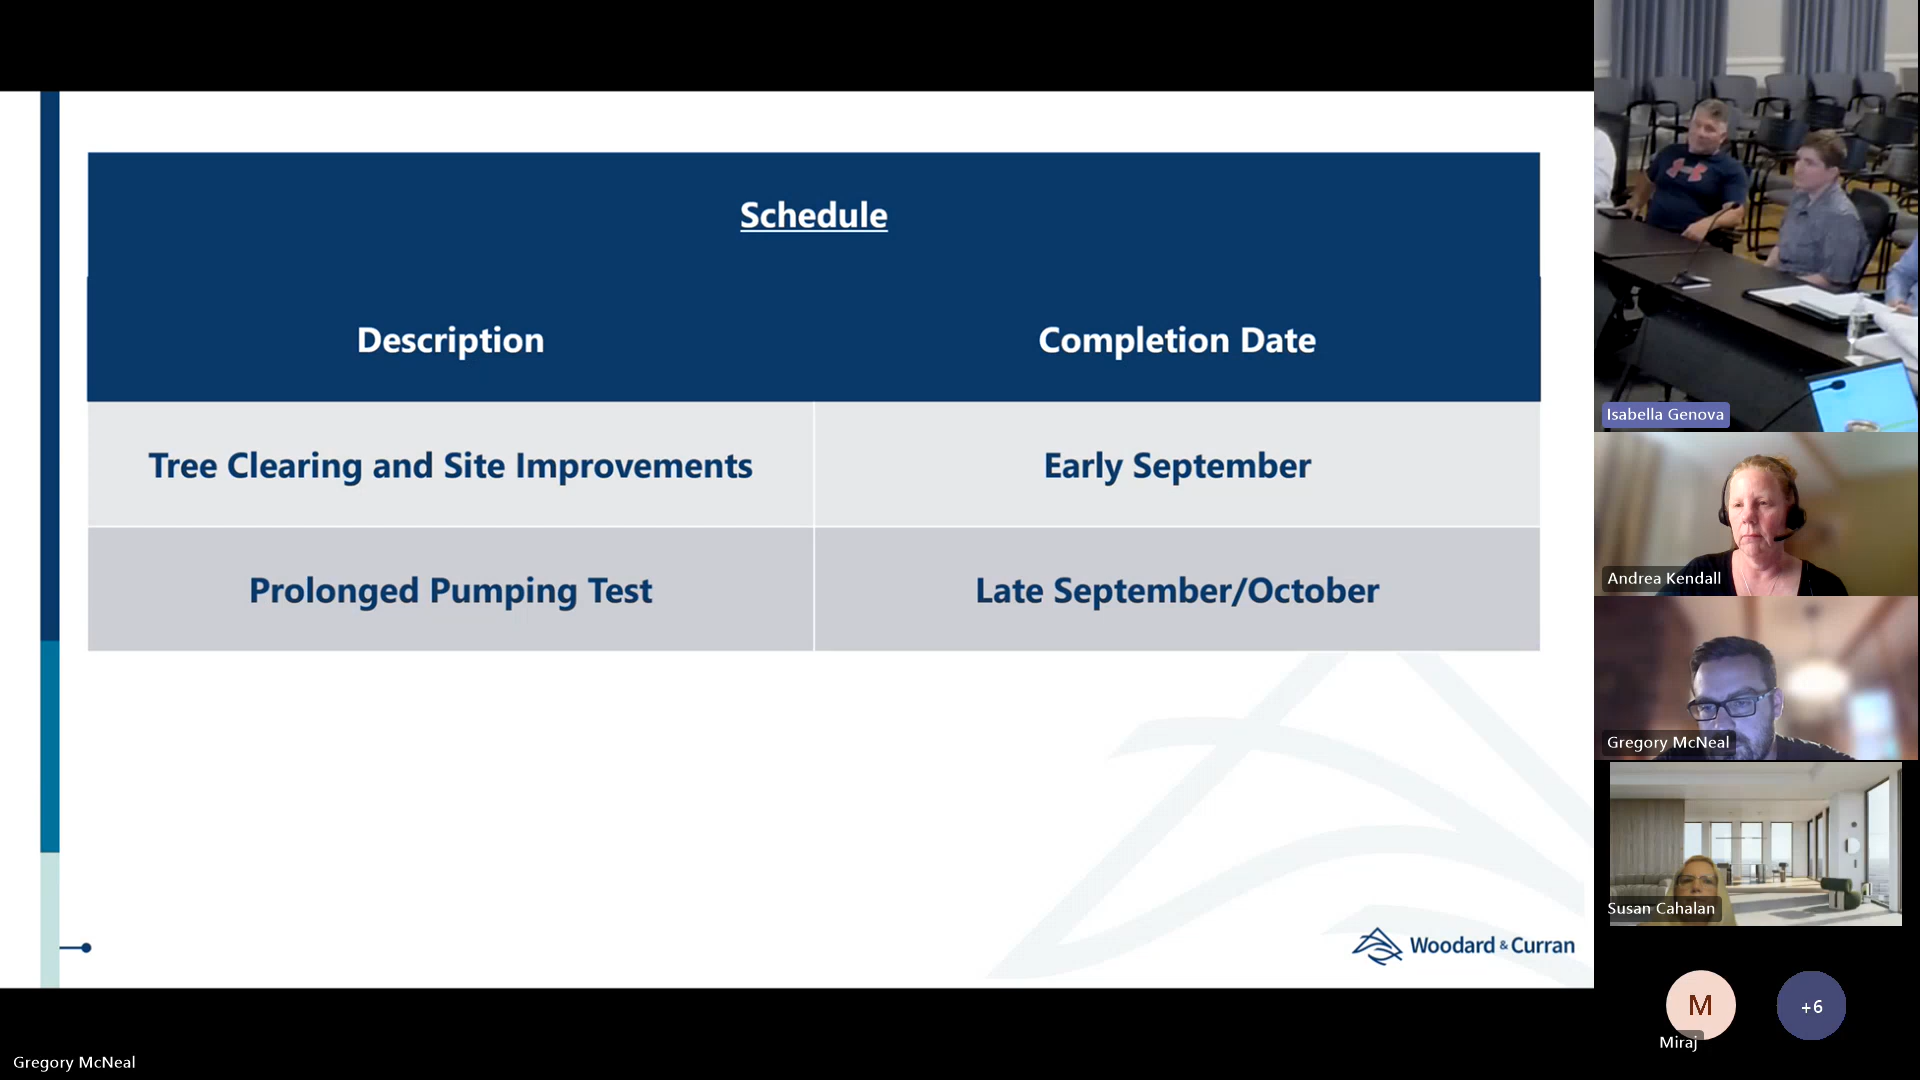 Schedule
Description
Completion Date
Tree Clearing and Site Improvements
Early September
Prolonged Pumping Test
Late September/October
Woodard & Curran
Isabella Genova
Andrea Kendall
Gregory McNeal
Susan Cahalan
M
Miraj
+6
Gregory McNeal